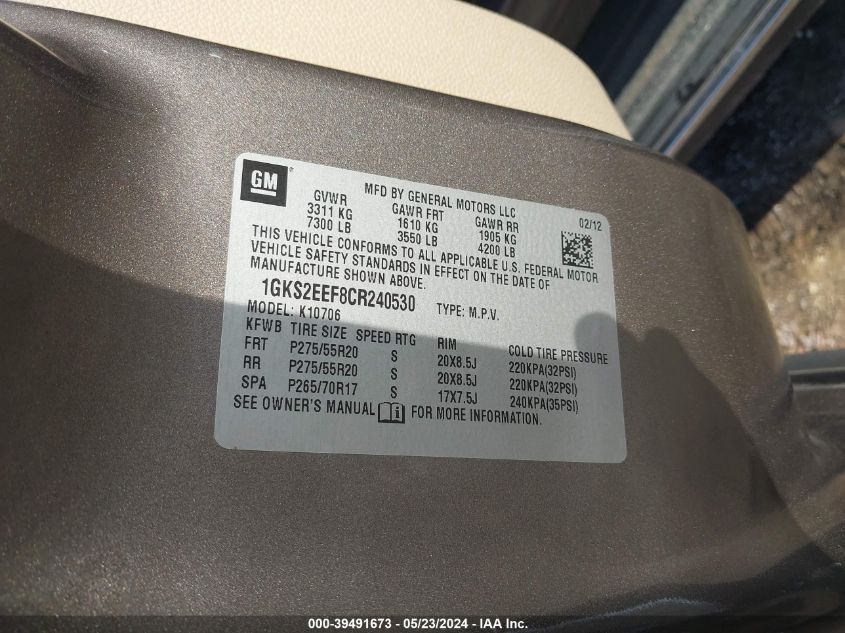 GM
MFD BY GENERAL MOTORS LLC
GVWR GAWR FRT GAWR RR 02/12
3311 KG 1610 KG 1905 KG
7300 LB 3550 LB 4200 LB
THIS VEHICLE CONFORMS TO ALL APPLICABLE U.S. FEDERAL MOTOR
VEHICLE SAFETY STANDARDS IN EFFECT ON THE DATE OF
MANUFACTURE SHOWN ABOVE.
1GKS2EEF8CR240530 TYPE: M.P.V.
MODEL: K10706
KFWB TIRE SIZE SPEED RTG RIM COLD TIRE PRESSURE
FRT P275/55R20 S 20X8.5J 220KPA(32PSI)
RR P275/55R20 S 20X8.5J 220KPA(32PSI)
SPA P265/70R17 S 17X7.5J 240KPA(35PSI)
SEE OWNER'S MANUAL i FOR MORE INFORMATION.
000-39491673 - 05/23/2024 - IAA Inc.